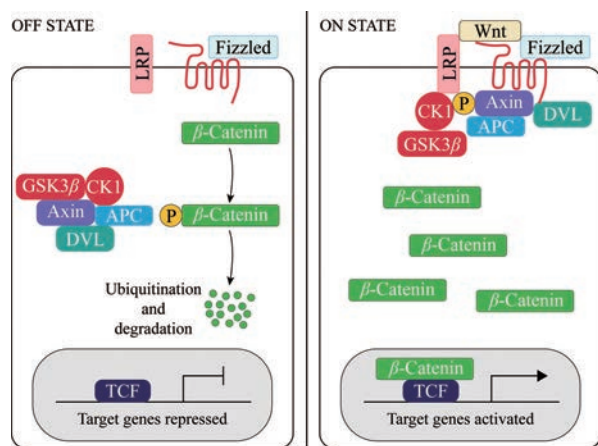 OFF STATE
LRP
Fizzled
β-Catenin
GSK3β
CK1
Axin
APC
DVL
P
β-Catenin
Ubiquitination
and
degradation
TCF
Target genes repressed
ON STATE
Wnt
LRP
Fizzled
CK1
P
Axin
DVL
APC
GSK3β
β-Catenin
β-Catenin
β-Catenin
β-Catenin
β-Catenin
TCF
Target genes activated